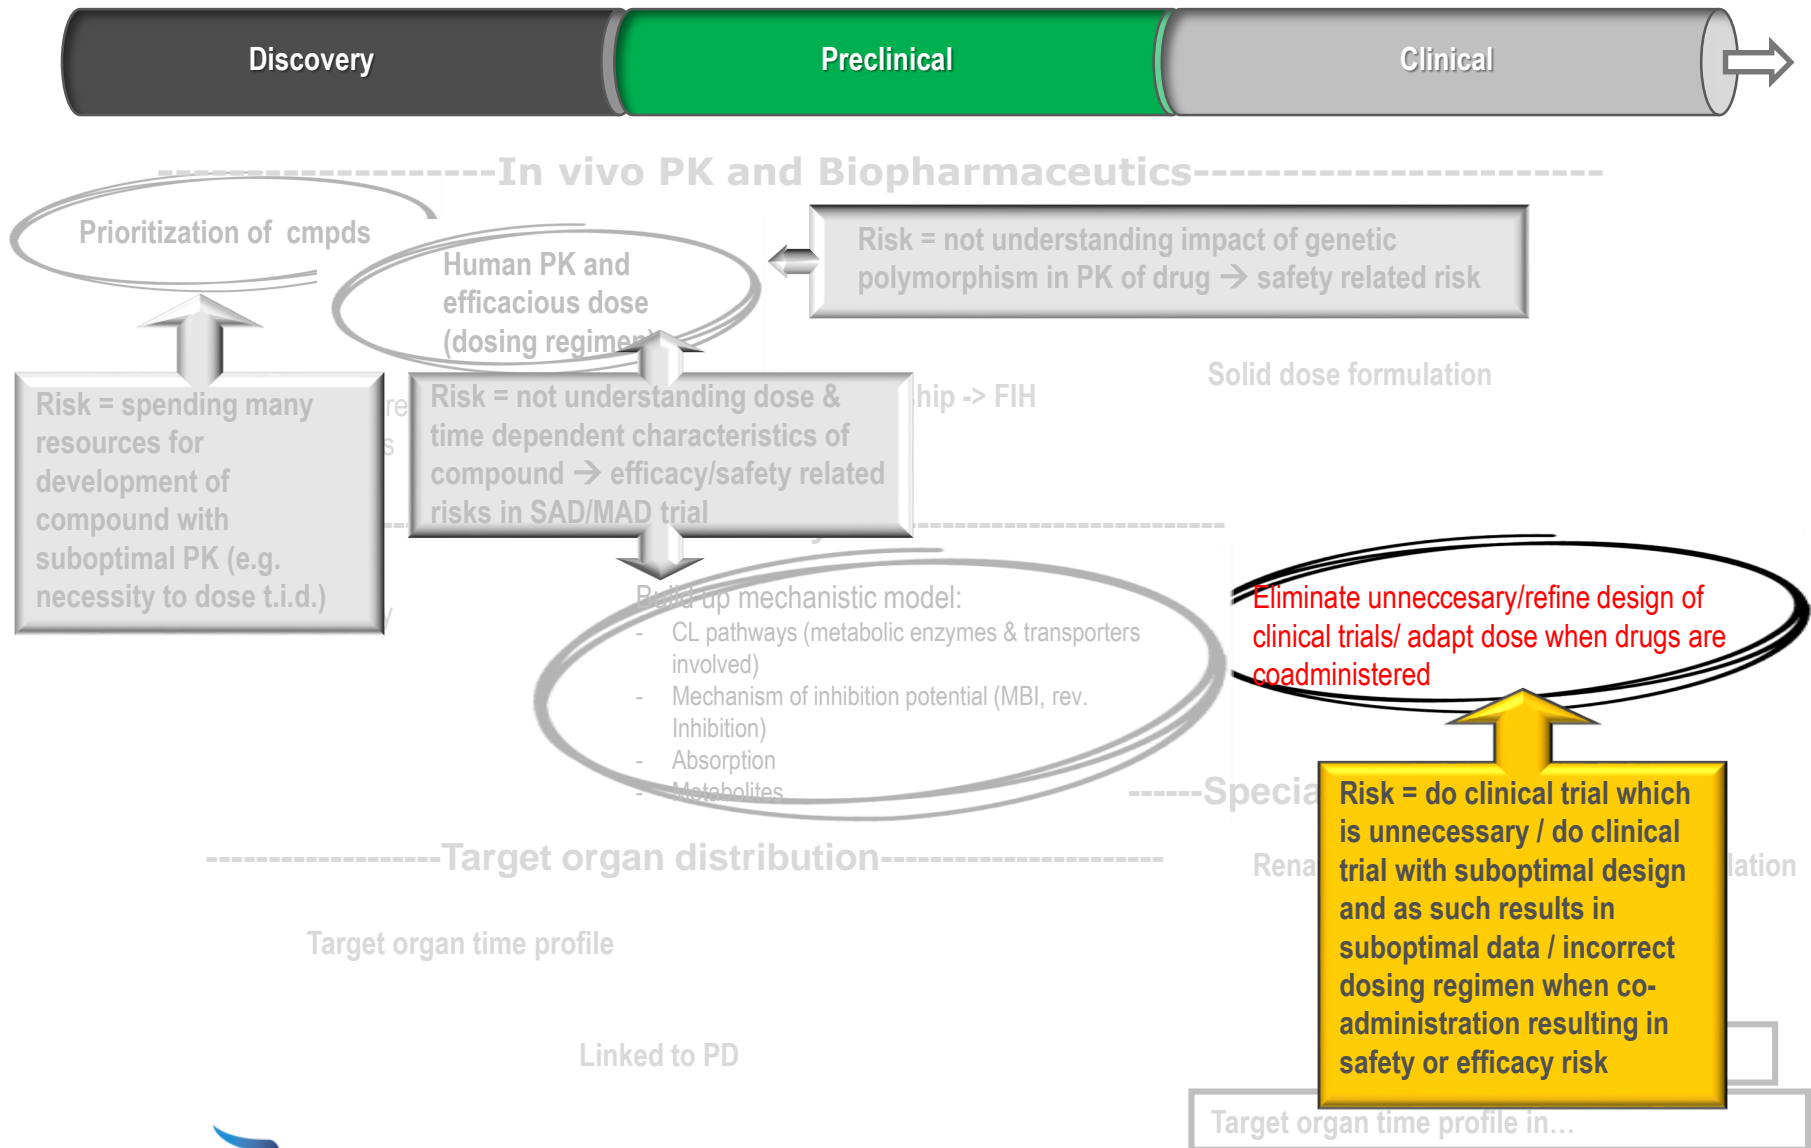 Discovery
Preclinical
Clinical
-------------------In vivo PK and Biopharmaceutics-----------------------
Prioritization of cmpds
Human PK and
efficacious dose
(dosing regimen)
Risk = not understanding impact of genetic
polymorphism in PK of drug → safety related risk
Solid dose formulation
Risk = spending many
resources for
development of
compound with
suboptimal PK (e.g.
necessity to dose t.i.d.)
Risk = not understanding dose &
time dependent characteristics of
compound → efficacy/safety related
risks in SAD/MAD trial
-> FIH
Build up mechanistic model:
- CL pathways (metabolic enzymes & transporters
involved)
- Mechanism of inhibition potential (MBI, rev.
Inhibition)
- Absorption
- Metabolites
Eliminate unneccesary/refine design of
clinical trials/ adapt dose when drugs are
coadministered
Risk = do clinical trial which
is unnecessary / do clinical
trial with suboptimal design
and as such results in
suboptimal data / incorrect
dosing regimen when co-
administration resulting in
safety or efficacy risk
-------------------Target organ distribution-----------------------
Target organ time profile
Linked to PD
Target organ time profile in…